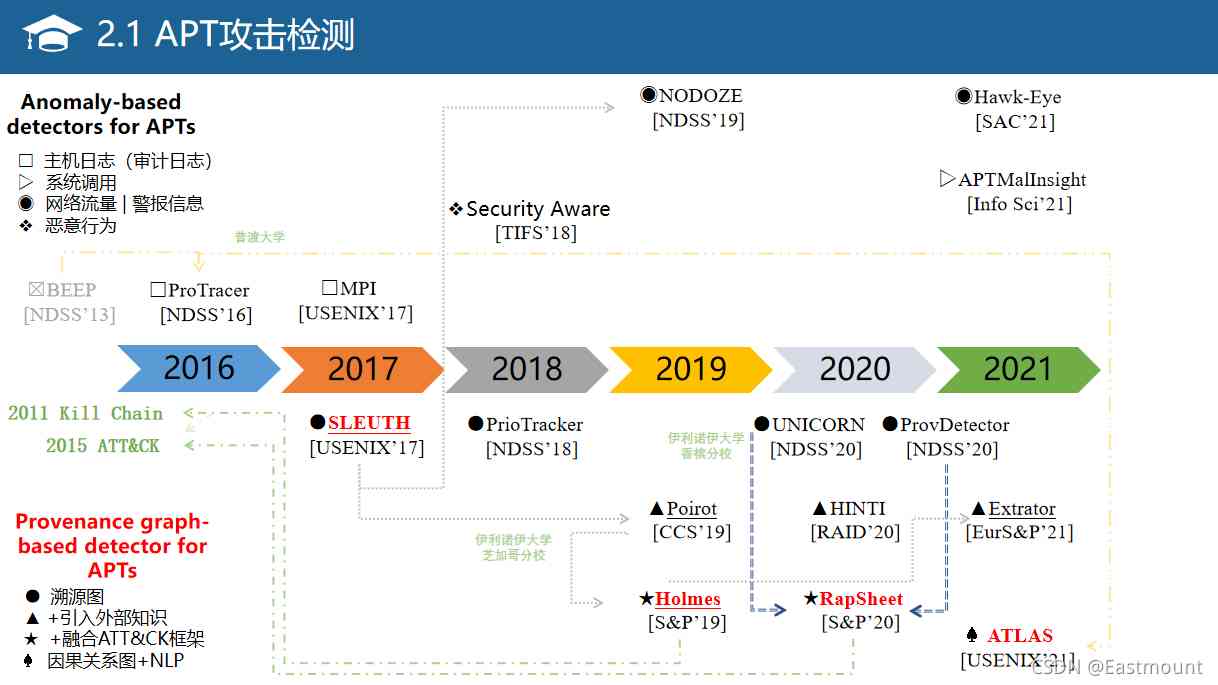 2.1 APT攻击检测
Anomaly-based
detectors for APTs
□ 主机日志（审计日志）
▷ 系统调用
◉ 网络流量 | 警报信息
❖ 恶意行为
◉NODOZE
[NDSS’19]
◉Hawk-Eye
[SAC’21]
▷APTMalInsight
[Info Sci’21]
❖Security Aware
[TIFS’18]
普渡大学
☒BEEP
[NDSS’13]
□ProTracer
[NDSS’16]
□MPI
[USENIX’17]
2016
2017
2018
2019
2020
2021
2011 Kill Chain
2015 ATT&CK
●SLEUTH
[USENIX’17]
●PrioTracker
[NDSS’18]
伊利诺伊大学
香槟分校
●UNICORN
[NDSS’20]
●ProvDetector
[NDSS’20]
▲Poirot
[CCS’19]
▲HINTI
[RAID’20]
▲Extrator
[EurS&P’21]
伊利诺伊大学
芝加哥分校
Provenance graph-
based detector for
APTs
● 溯源图
▲ +引入外部知识
★ +融合ATT&CK框架
♠ 因果关系图+NLP
★Holmes
[S&P’19]
★RapSheet
[S&P’20]
♠ ATLAS
[USENIX’21]
CSDN @Eastmount